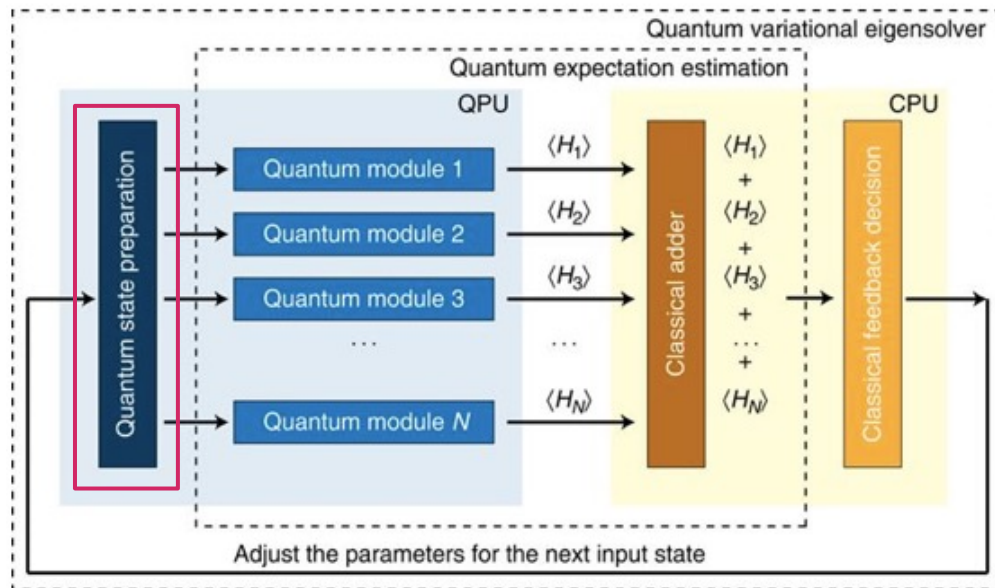 Quantum variational eigensolver
Quantum expectation estimation
QPU
CPU
Quantum state preparation
Quantum module 1
Quantum module 2
Quantum module 3
...
Quantum module N
⟨H₁⟩
⟨H₂⟩
⟨H₃⟩
...
⟨H_N⟩
Classical adder
⟨H₁⟩
+
⟨H₂⟩
+
⟨H₃⟩
+
...
+
⟨H_N⟩
Classical feedback decision
Adjust the parameters for the next input state